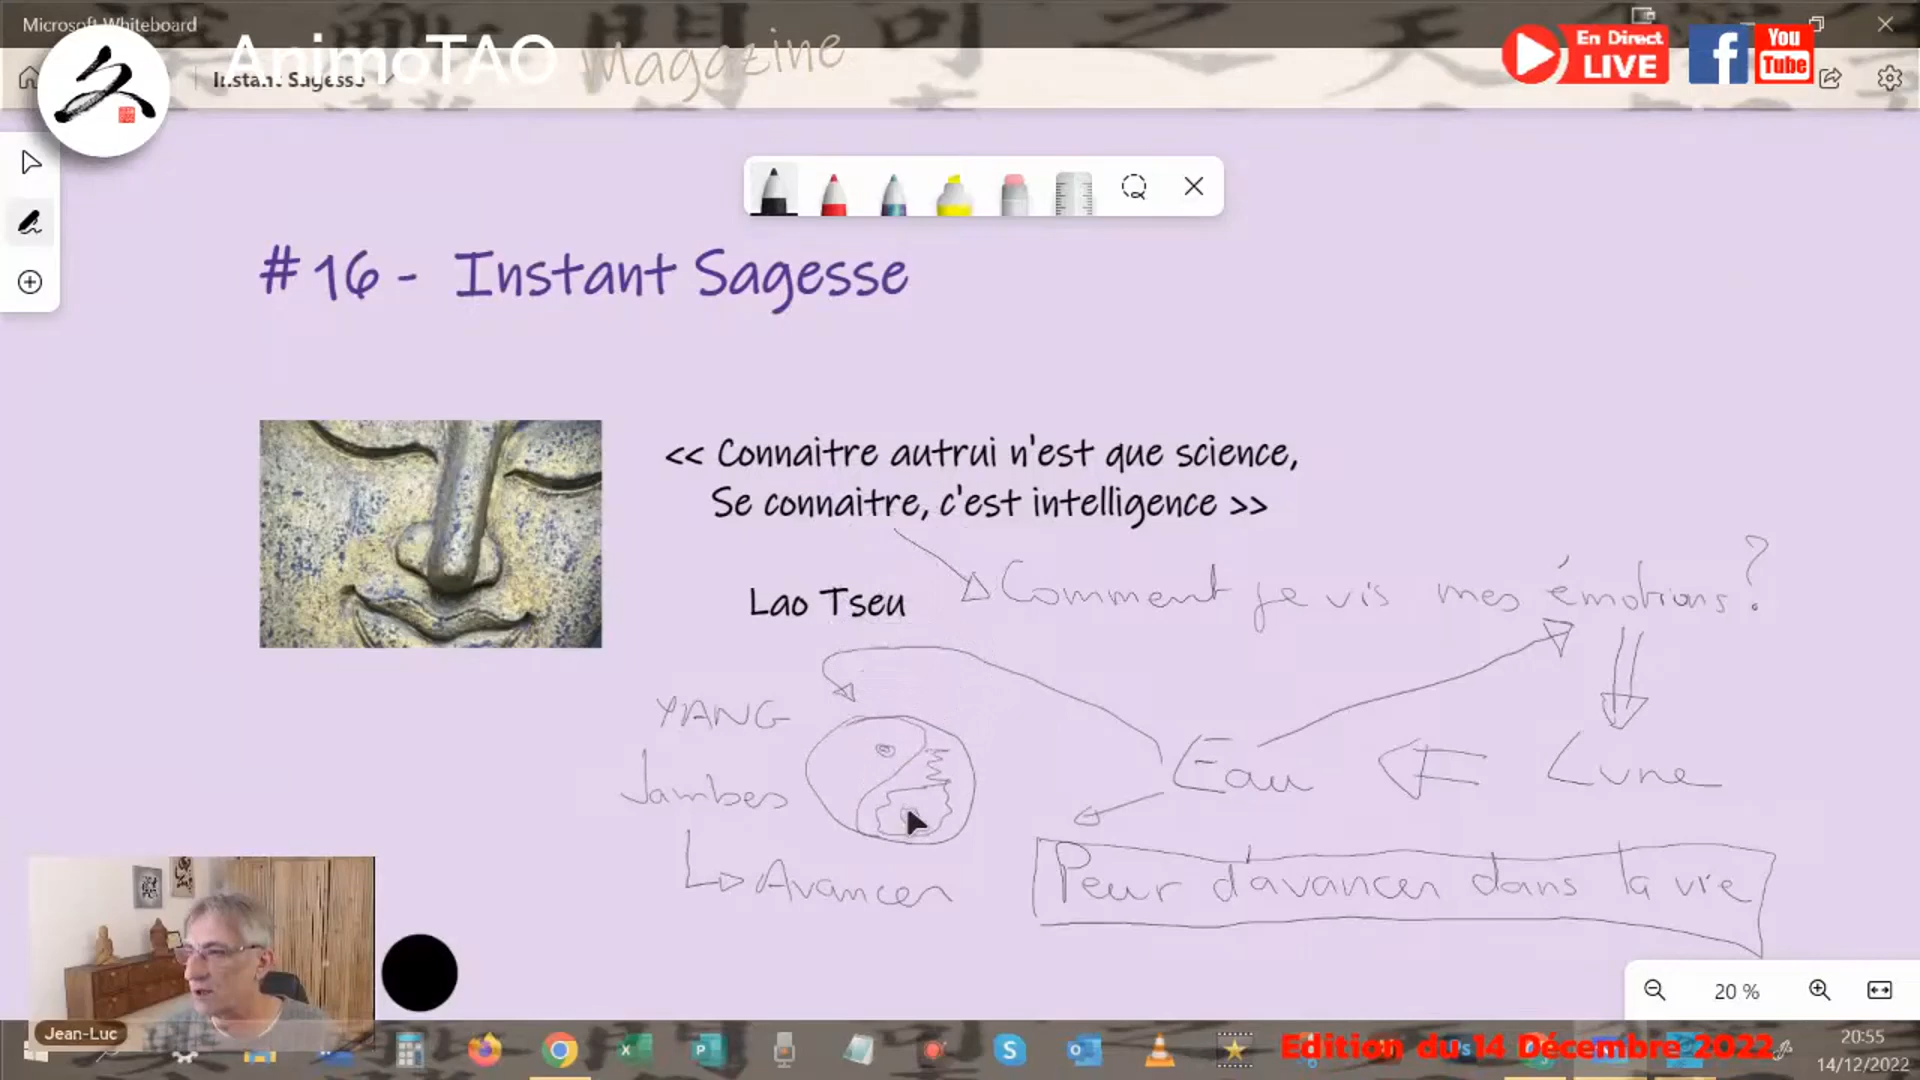 Microsoft Whiteboard
AnimoTAO Magazine
Instant Sagesse
En Direct
LIVE
You
Tube
#16 - Instant Sagesse
<< Connaitre autrui n'est que science,
Se connaitre, c'est intelligence >>
Lao Tseu
Comment je vis mes émotions ?
YANG
Jambes
Eau
Lune
Avancer
Peur d'avancer dans la vie
20 %
Jean-Luc
Edition du 14 Décembre 2022
20:55
14/12/2022